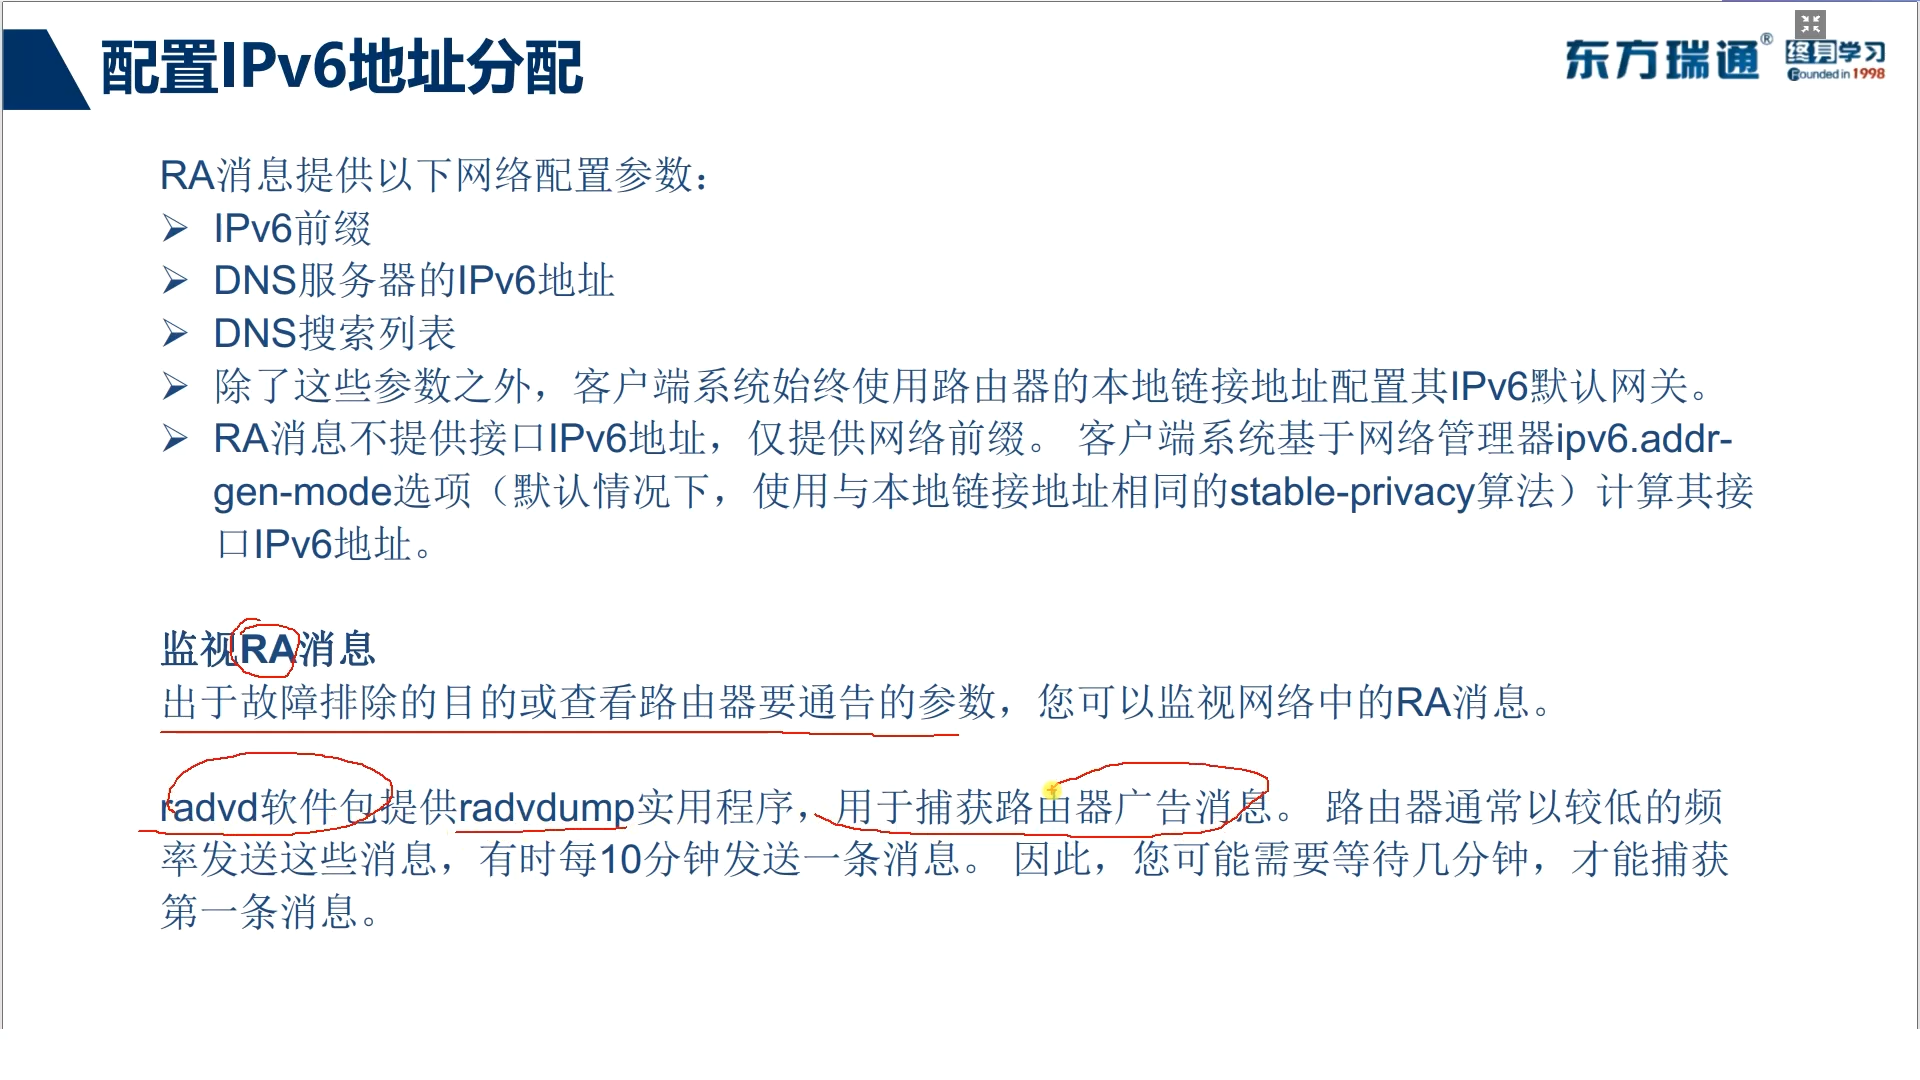 配置IPv6地址分配
东方瑞通® 终身学习
Founded in 1998
RA消息提供以下网络配置参数：
➢ IPv6前缀
➢ DNS服务器的IPv6地址
➢ DNS搜索列表
➢ 除了这些参数之外，客户端系统始终使用路由器的本地链接地址配置其IPv6默认网关。
➢ RA消息不提供接口IPv6地址，仅提供网络前缀。 客户端系统基于网络管理器ipv6.addr-
gen-mode选项（默认情况下，使用与本地链接地址相同的stable-privacy算法）计算其接
口IPv6地址。
监视RA消息
出于故障排除的目的或查看路由器要通告的参数，您可以监视网络中的RA消息。
radvd软件包提供radvdump实用程序，用于捕获路由器广告消息。 路由器通常以较低的频
率发送这些消息，有时每10分钟发送一条消息。 因此，您可能需要等待几分钟，才能捕获
第一条消息。